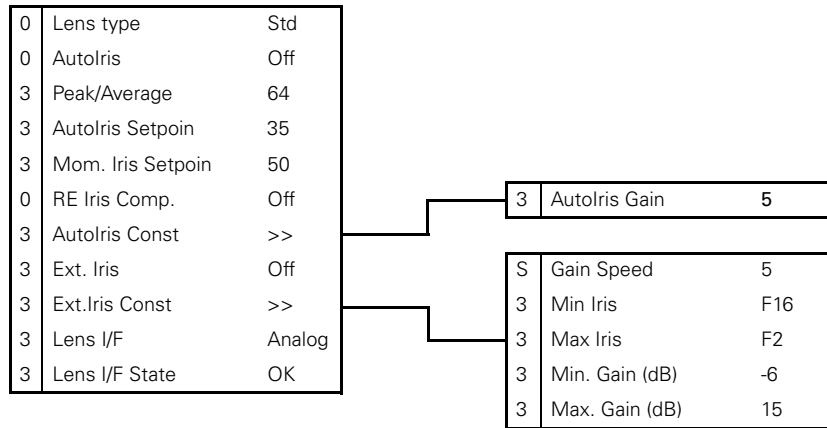 0 Lens type Std
0 AutoIris Off
3 Peak/Average 64
3 AutoIris Setpoin 35
3 Mom. Iris Setpoin 50
0 RE Iris Comp. Off
3 AutoIris Const >>
3 Ext. Iris Off
3 Ext.Iris Const >>
3 Lens I/F Analog
3 Lens I/F State OK
3 AutoIris Gain 5
S Gain Speed 5
3 Min Iris F16
3 Max Iris F2
3 Min. Gain (dB) -6
3 Max. Gain (dB) 15